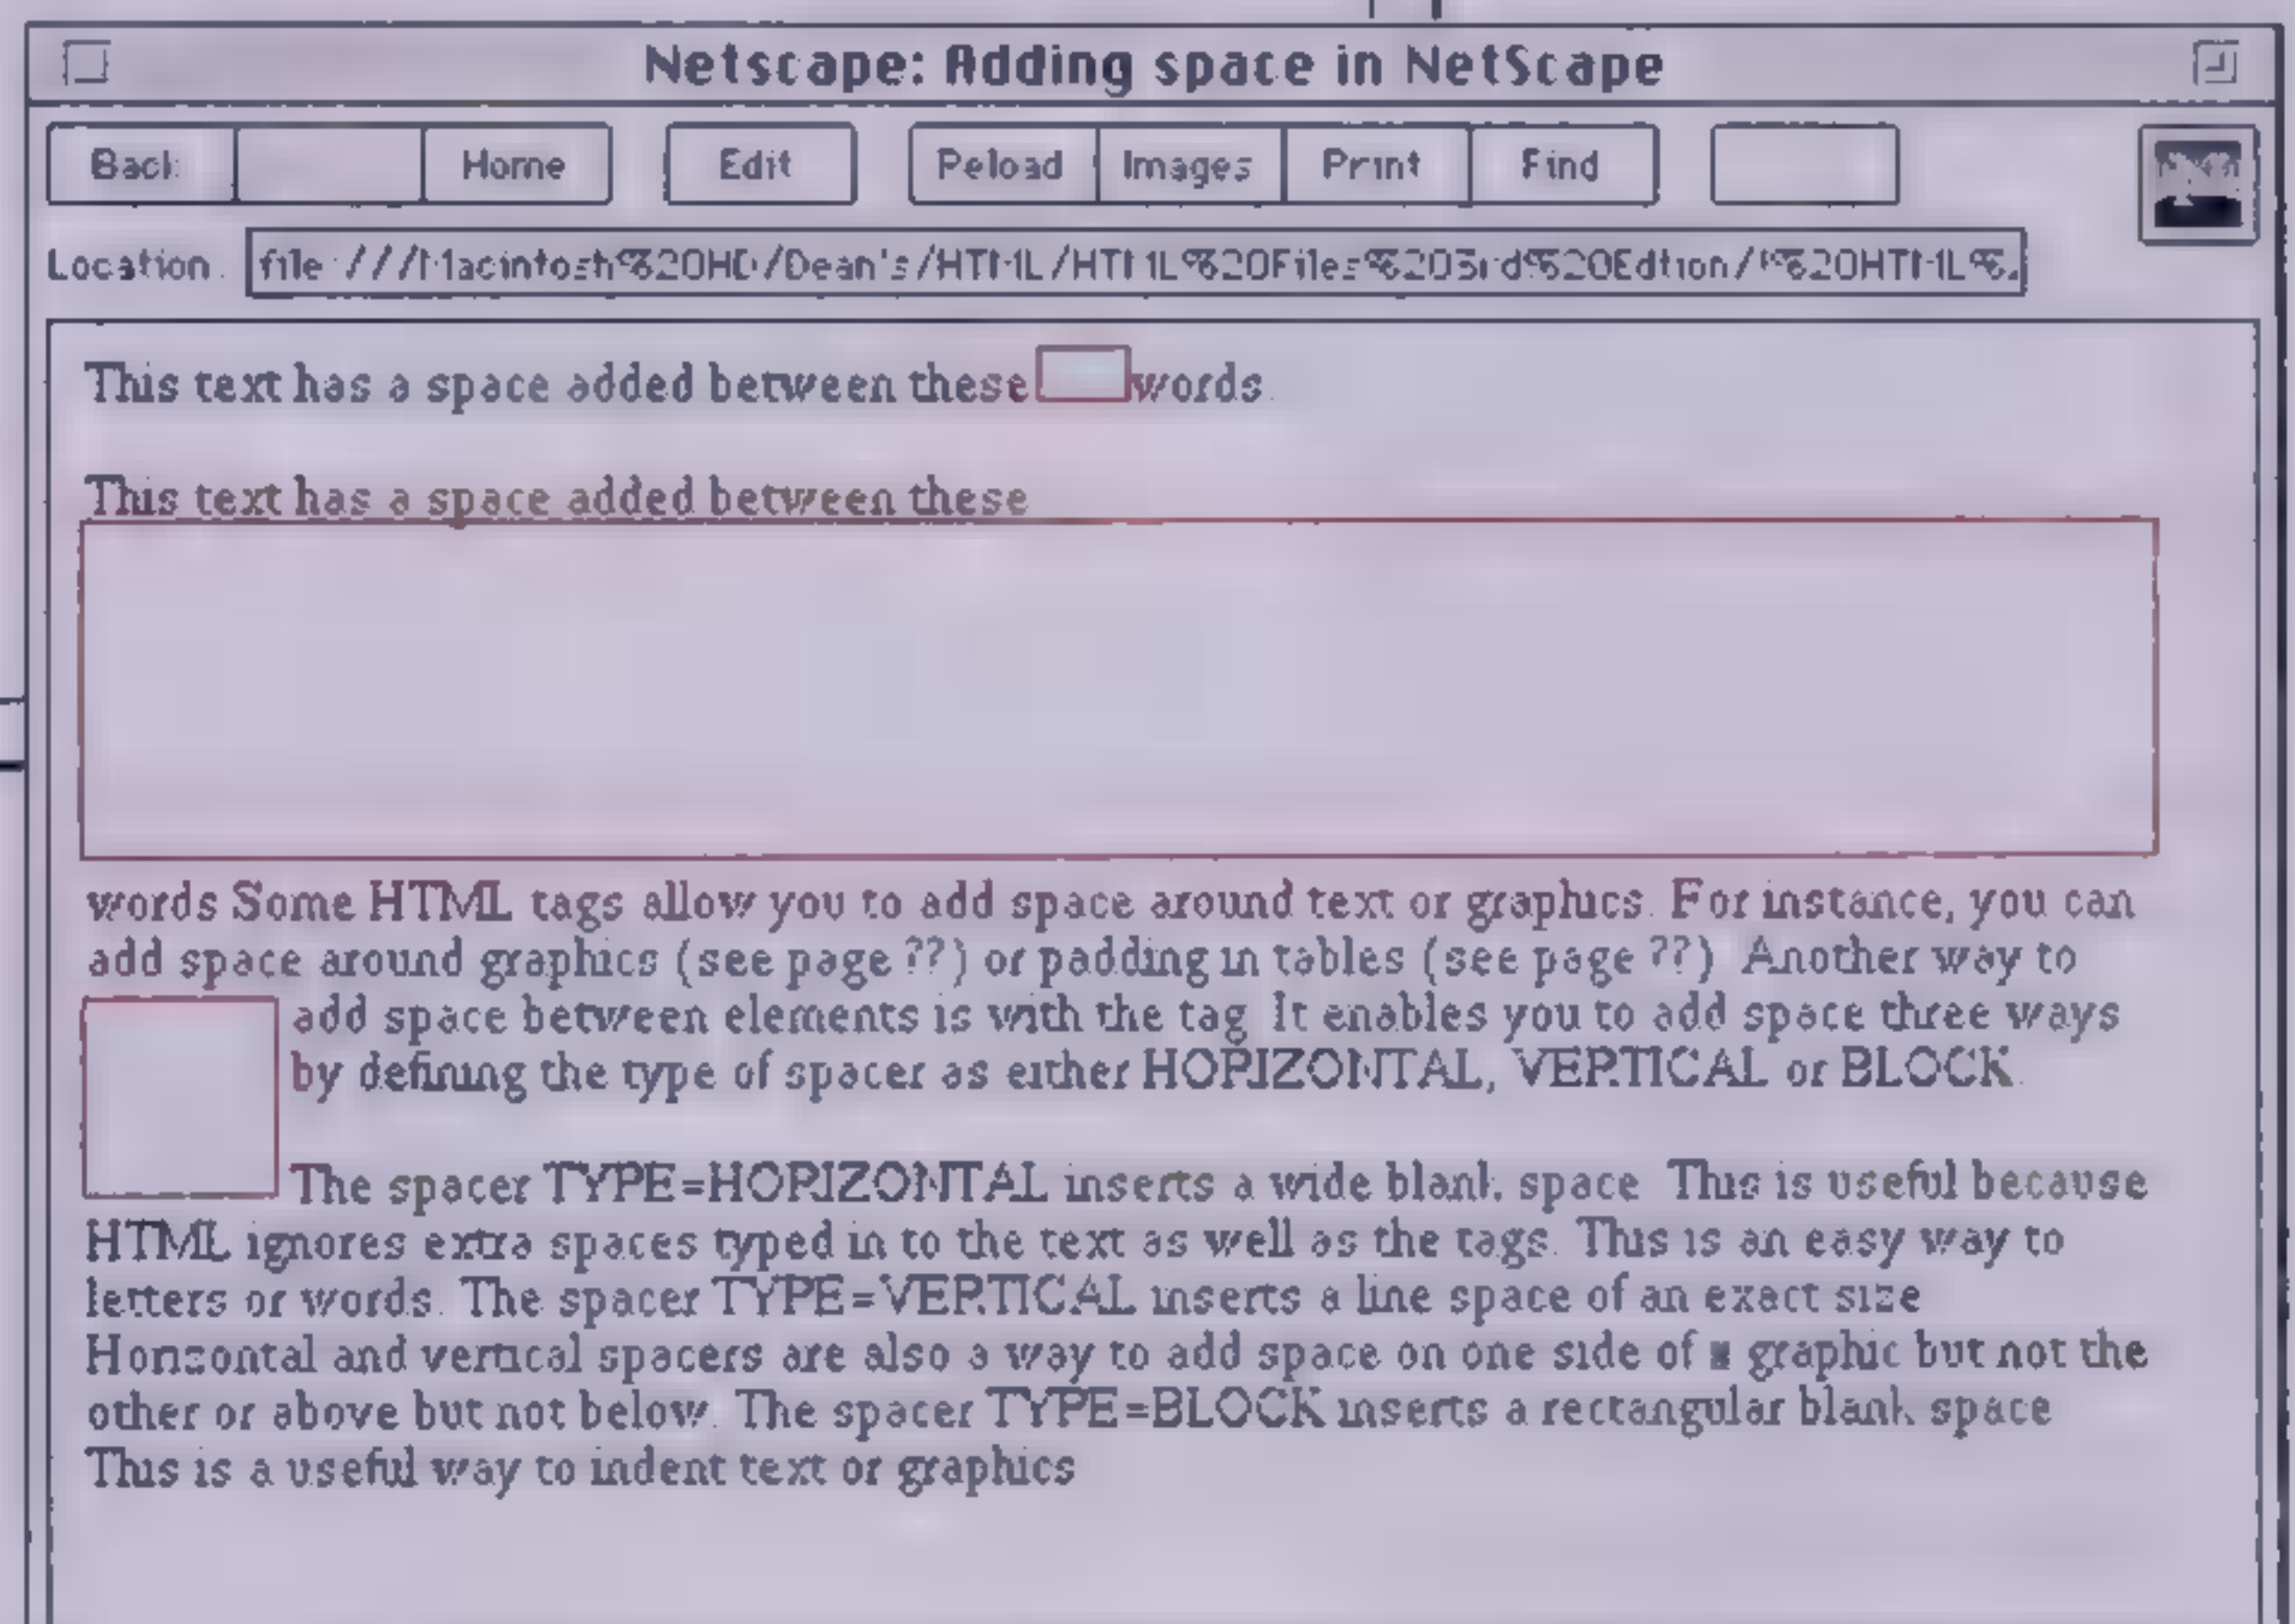 Netscape: Adding space in NetScape
Back Home Edit Reload Images Print Find
Location: file:///Macintosh%20HD/Dean's/HTML/HTML%20Files%203rd%20Edtion/
This text has a space added between these words.
This text has a space added between these
words Some HTML tags allow you to add space around text or graphics. For instance, you can
add space around graphics (see page ??) or padding in tables (see page ??). Another way to
add space between elements is with the tag. It enables you to add space three ways
by defining the type of spacer as either HORIZONTAL, VERTICAL or BLOCK.
The spacer TYPE=HORIZONTAL inserts a wide blank space. This is useful because
HTML ignores extra spaces typed in to the text as well as the tags. This is an easy way to
letters or words. The spacer TYPE=VERTICAL inserts a line space of an exact size
Horizontal and vertical spacers are also a way to add space on one side of a graphic but not the
other or above but not below. The spacer TYPE=BLOCK inserts a rectangular blank space
This is a useful way to indent text or graphics